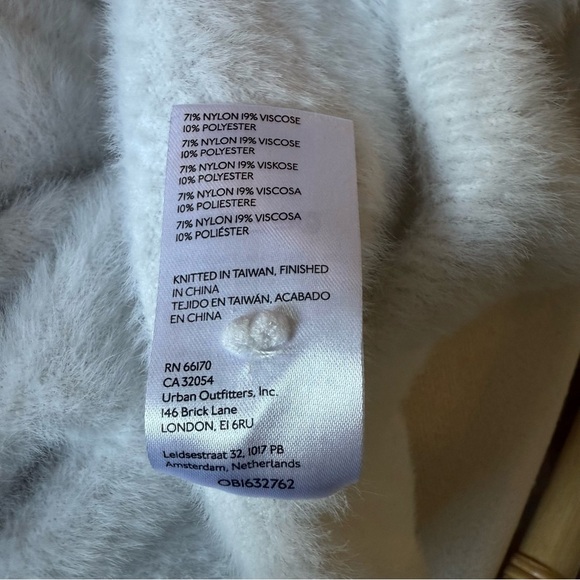 71% NYLON 19% VISCOSE
10% POLYESTER
71% NYLON 19% VISCOSE
10% POLYESTER
71% NYLON 19% VISKOSE
10% POLYESTER
71% NYLON 19% VISCOSA
10% POLIESTERE
71% NYLON 19% VISCOSA
10% POLIÉSTER
KNITTED IN TAIWAN, FINISHED
IN CHINA
TEJIDO EN TAIWÁN, ACABADO
EN CHINA
RN 66170
CA 32054
Urban Outfitters, Inc.
146 Brick Lane
LONDON, E1 6RU
Leidsestraat 32, 1017 PB
Amsterdam, Netherlands
OB1632762